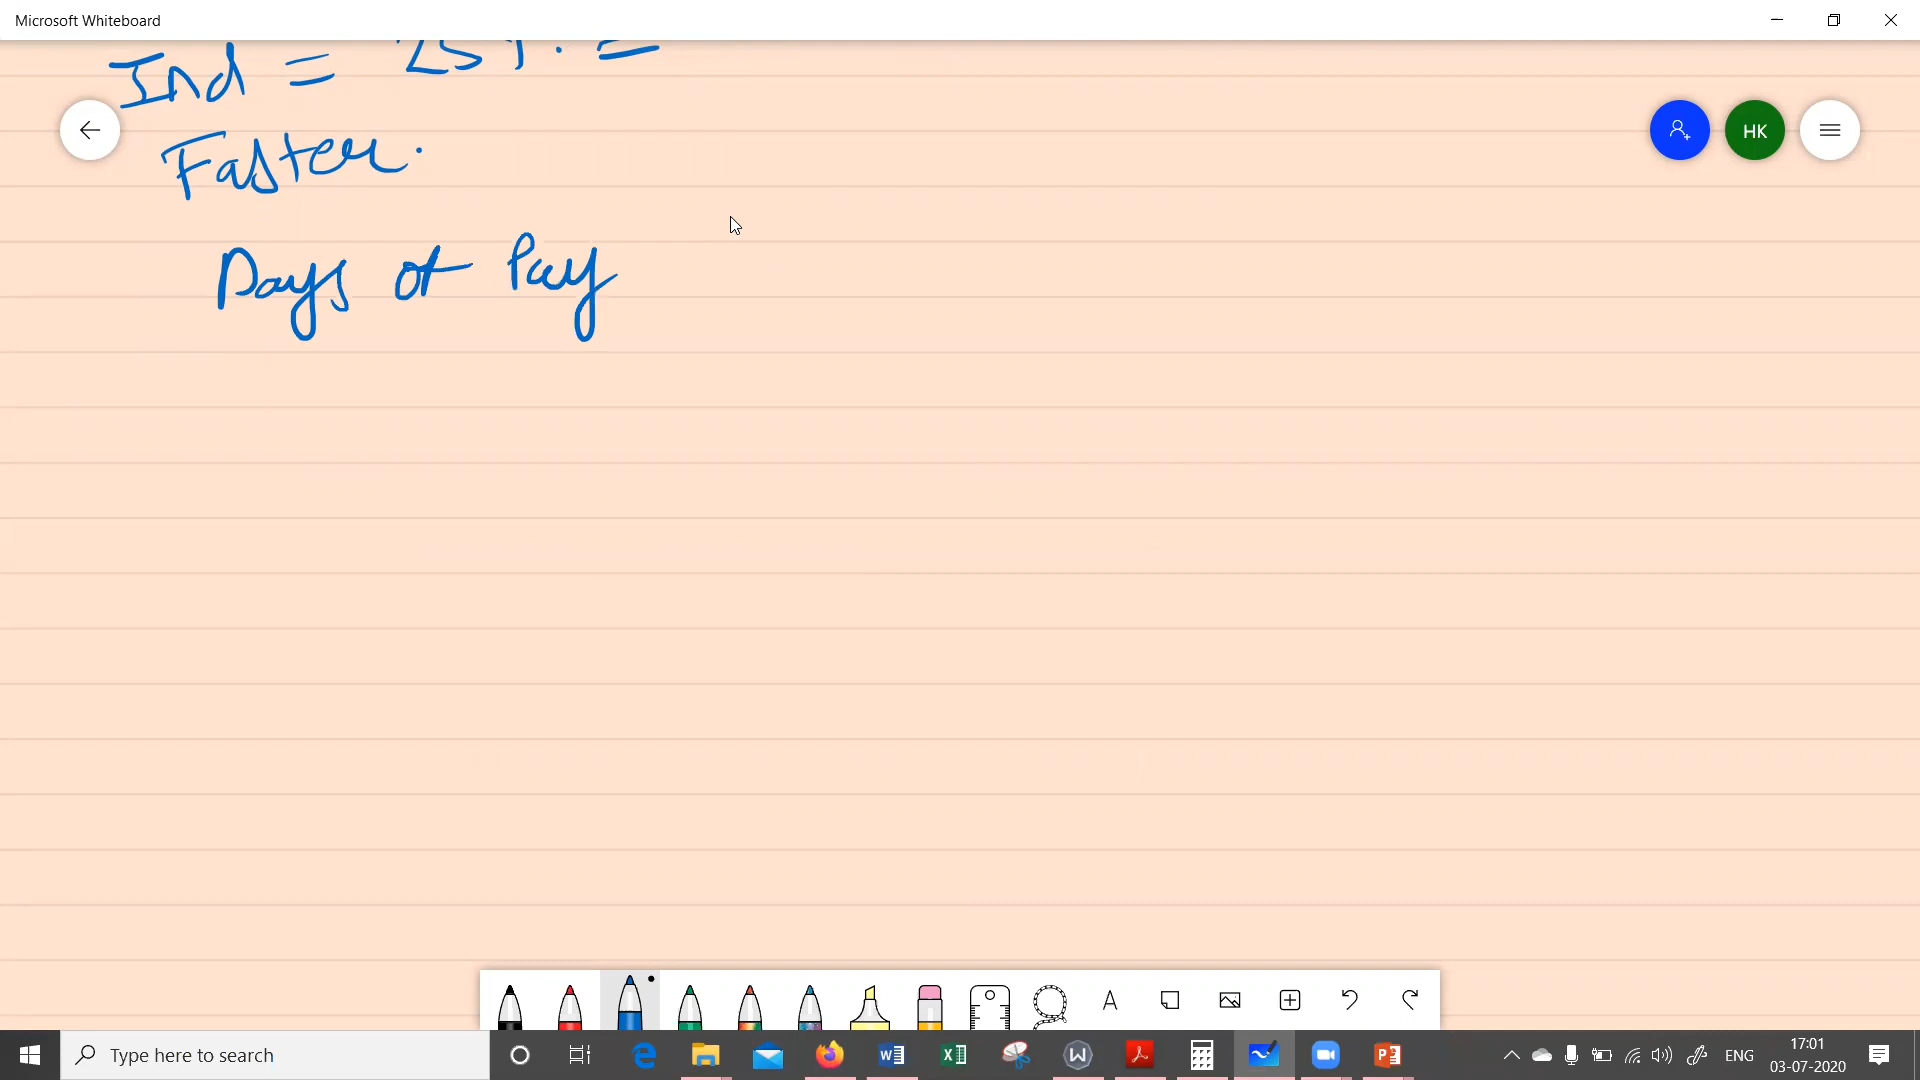 Microsoft Whiteboard
Ind =
Faster.
HK
Days of Pay
Type here to search
ENG
17:01
03-07-2020